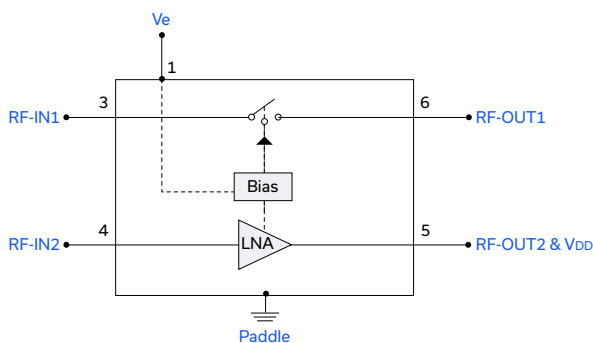 Ve
1
3
6
RF-IN1
RF-OUT1
Bias
4
5
RF-IN2
LNA
RF-OUT2 & VDD
Paddle